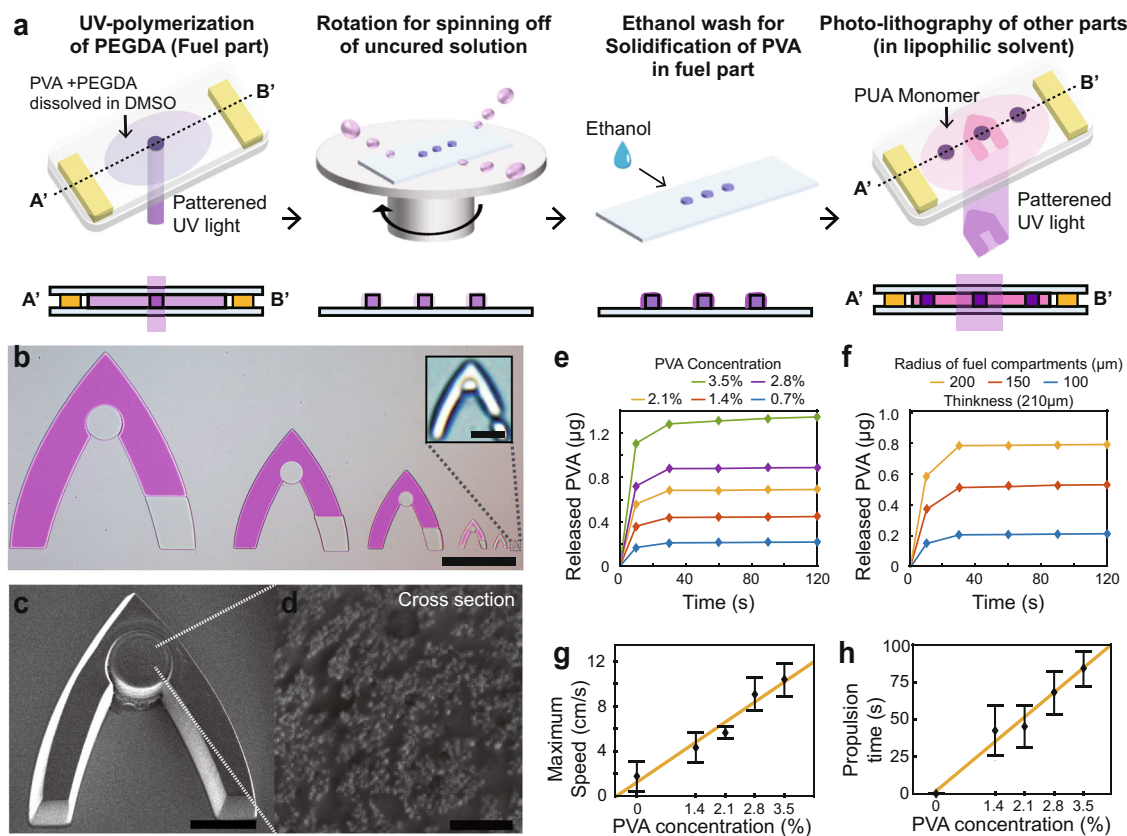 a
UV-polymerization
of PEGDA (Fuel part)
PVA +PEGDA
dissolved in DMSO
B'
A'
Patterened
UV light
A'
B'
Rotation for spinning off
of uncured solution
Ethanol wash for
Solidification of PVA
in fuel part
Ethanol
Photo-lithography of other parts
(in lipophilic solvent)
PUA Monomer
B'
A'
Patterened
UV light
A'
B'
b
c
d
Cross section
e
PVA Concentration
3.5% 2.8%
2.1% 1.4% 0.7%
Released PVA (µg)
1.2
0.8
0.4
0
0 40 80 120
Time (s)
f
Radius of fuel compartments (µm)
200 150 100
Thinkness (210µm)
Released PVA (µg)
1.0
0.8
0.6
0.4
0.2
0
0 40 80 120
Time (s)
g
Maximum
Speed (cm/s)
12
8
4
0
0 1.4 2.1 2.8 3.5
PVA concentration (%)
h
Propulsion
time (s)
100
75
50
25
0
0 1.4 2.1 2.8 3.5
PVA concentration (%)